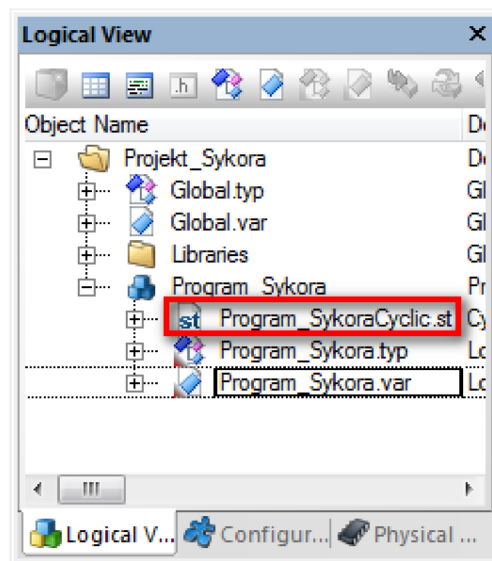 Logical View
.h
Object Name D
Projekt_Sykora D
Global.typ Gl
Global.var Gl
Libraries Gl
Program_Sykora Pr
st Program_SykoraCyclic.st Cy
Program_Sykora.typ Lo
Program_Sykora.var Lo
Logical V... Configur... Physical ...